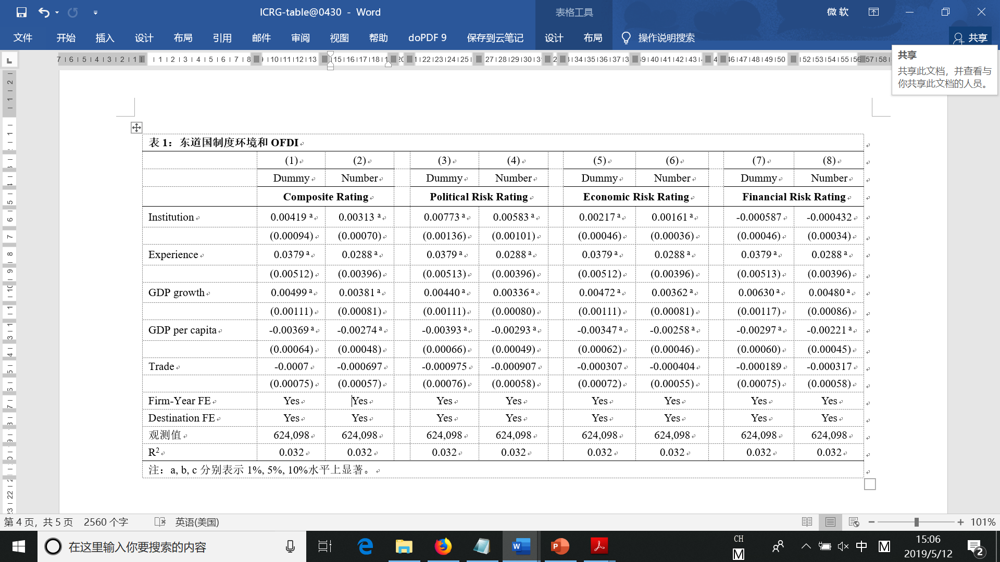 ICRG-table@0430 - Word
表格工具
微 软
文件 开始 插入 设计 布局 引用 邮件 审阅 视图 帮助 doPDF 9 保存到云笔记 设计 布局 操作说明搜索 共享
共享
共享此文档，并查看与
你共享此文档的人员。
表 1：东道国制度环境和 OFDI
(1) (2) (3) (4) (5) (6) (7) (8)
Dummy Number Dummy Number Dummy Number Dummy Number
Composite Rating Political Risk Rating Economic Risk Rating Financial Risk Rating
Institution 0.00419 a 0.00313 a 0.00773 a 0.00583 a 0.00217 a 0.00161 a -0.000587 -0.000432
(0.00094) (0.00070) (0.00136) (0.00101) (0.00046) (0.00036) (0.00046) (0.00034)
Experience 0.0379 a 0.0288 a 0.0379 a 0.0288 a 0.0379 a 0.0288 a 0.0379 a 0.0288 a
(0.00512) (0.00396) (0.00513) (0.00396) (0.00512) (0.00396) (0.00513) (0.00396)
GDP growth 0.00499 a 0.00381 a 0.00440 a 0.00336 a 0.00472 a 0.00362 a 0.00630 a 0.00480 a
(0.00111) (0.00081) (0.00111) (0.00080) (0.00111) (0.00081) (0.00117) (0.00086)
GDP per capita -0.00369 a -0.00274 a -0.00393 a -0.00293 a -0.00347 a -0.00258 a -0.00297 a -0.00221 a
(0.00064) (0.00048) (0.00066) (0.00049) (0.00062) (0.00046) (0.00060) (0.00045)
Trade -0.0007 -0.000697 -0.000975 -0.000907 -0.000307 -0.000404 -0.000189 -0.000317
(0.00075) (0.00057) (0.00076) (0.00058) (0.00072) (0.00055) (0.00075) (0.00058)
Firm-Year FE Yes Yes Yes Yes Yes Yes Yes Yes
Destination FE Yes Yes Yes Yes Yes Yes Yes Yes
观测值 624,098 624,098 624,098 624,098 624,098 624,098 624,098 624,098
R2 0.032 0.032 0.032 0.032 0.032 0.032 0.032 0.032
注：a, b, c 分别表示 1%, 5%, 10%水平上显著。
第 4 页，共 5 页 2560 个字 英语(美国) 101%
在这里输入你要搜索的内容
CH
M
中
M
15:06
2019/5/12
2